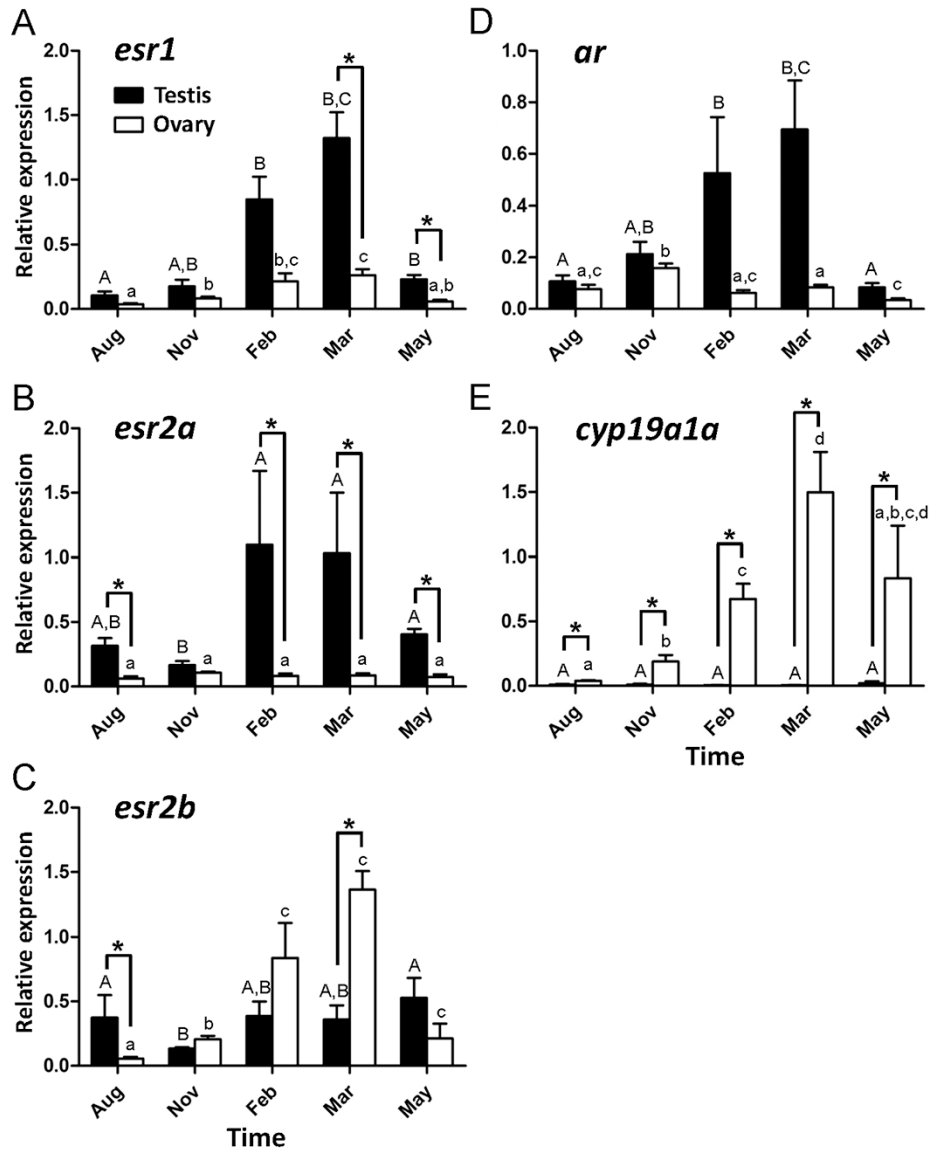 A
esr1
2.0
1.5
1.0
0.5
0.0
Relative expression
Testis
Ovary
*
*
A
a
A,B
b
B
b,c
B,C
c
B
a,b
Aug
Nov
Feb
Mar
May
B
esr2a
2.0
1.5
1.0
0.5
0.0
Relative expression
*
*
*
*
A,B
a
B
a
A
a
A
a
A
a
Aug
Nov
Feb
Mar
May
C
esr2b
2.0
1.5
1.0
0.5
0.0
Relative expression
*
*
A
a
B
b
A,B
c
A,B
c
A
c
Aug
Nov
Feb
Mar
May
Time
D
ar
1.0
0.8
0.6
0.4
0.2
0.0
A
a,c
A,B
b
B
a,c
B,C
a
A
c
Aug
Nov
Feb
Mar
May
E
cyp19a1a
2.0
1.5
1.0
0.5
0.0
*
*
*
*
*
A
a
A
b
A
c
A
d
A
a,b,c,d
Aug
Nov
Feb
Mar
May
Time